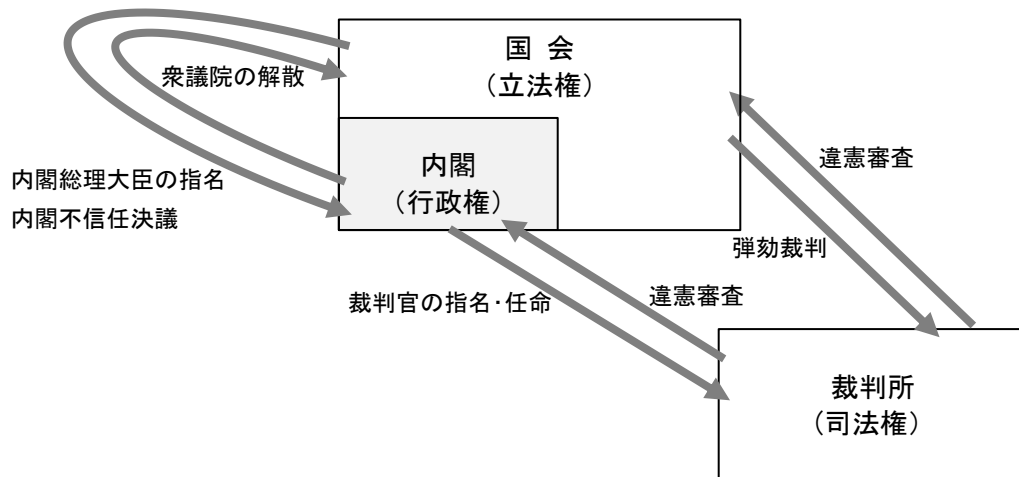 国 会
（立法権）
衆議院の解散
内閣
（行政権）
内閣総理大臣の指名
内閣不信任決議
違憲審査
弾劾裁判
裁判官の指名・任命
違憲審査
裁判所
（司法権）